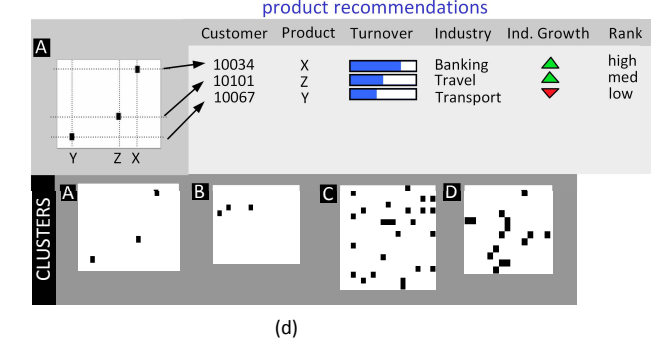 product recommendations
Customer Product Turnover Industry Ind. Growth Rank
A
10034 X Banking high
10101 Z Travel med
10067 Y Transport low
Y Z X
CLUSTERS
A B C D
(d)